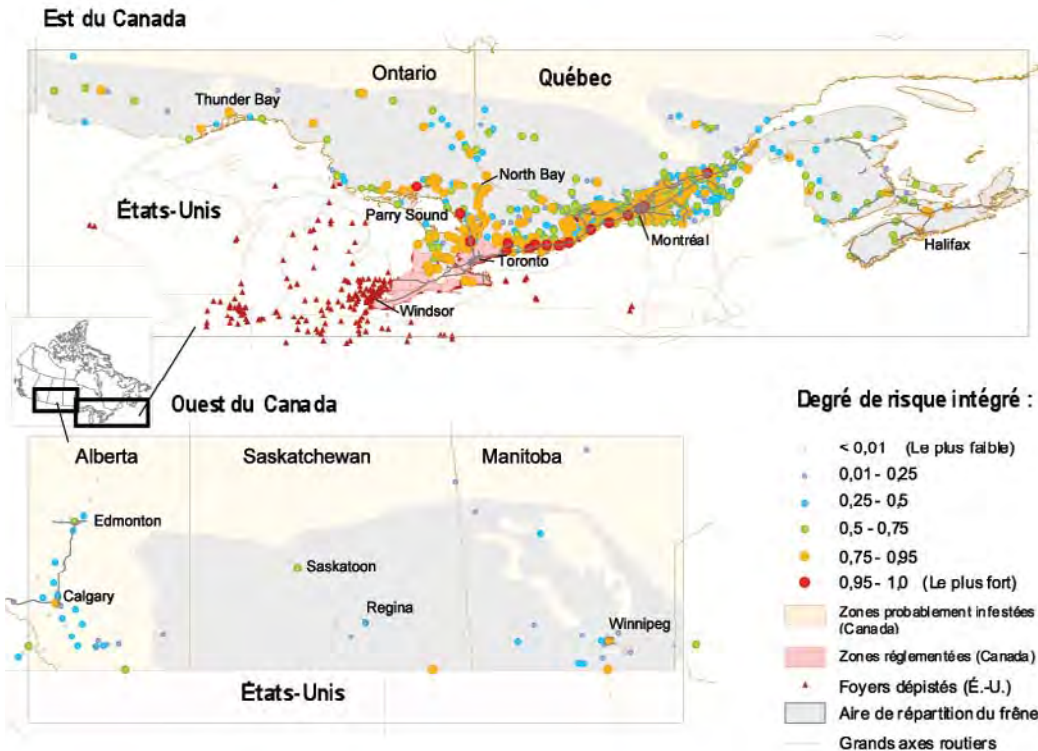 Est du Canada
Ontario
Québec
Thunder Bay
North Bay
États-Unis
Parry Sound
Montréal
Toronto
Halifax
Windsor
Ouest du Canada
Alberta
Saskatchewan
Manitoba
Edmonton
Saskatoon
Calgary
Regina
Winnipeg
États-Unis
Degré de risque intégré :
< 0,01 (Le plus faible)
0,01 - 0,25
0,25 - 0,5
0,5 - 0,75
0,75 - 0,95
0,95 - 1,0 (Le plus fort)
Zones probablement infestées
(Canada)
Zones réglementées (Canada)
Foyers dépistés (É.-U.)
Aire de répartition du frêne
Grands axes routiers